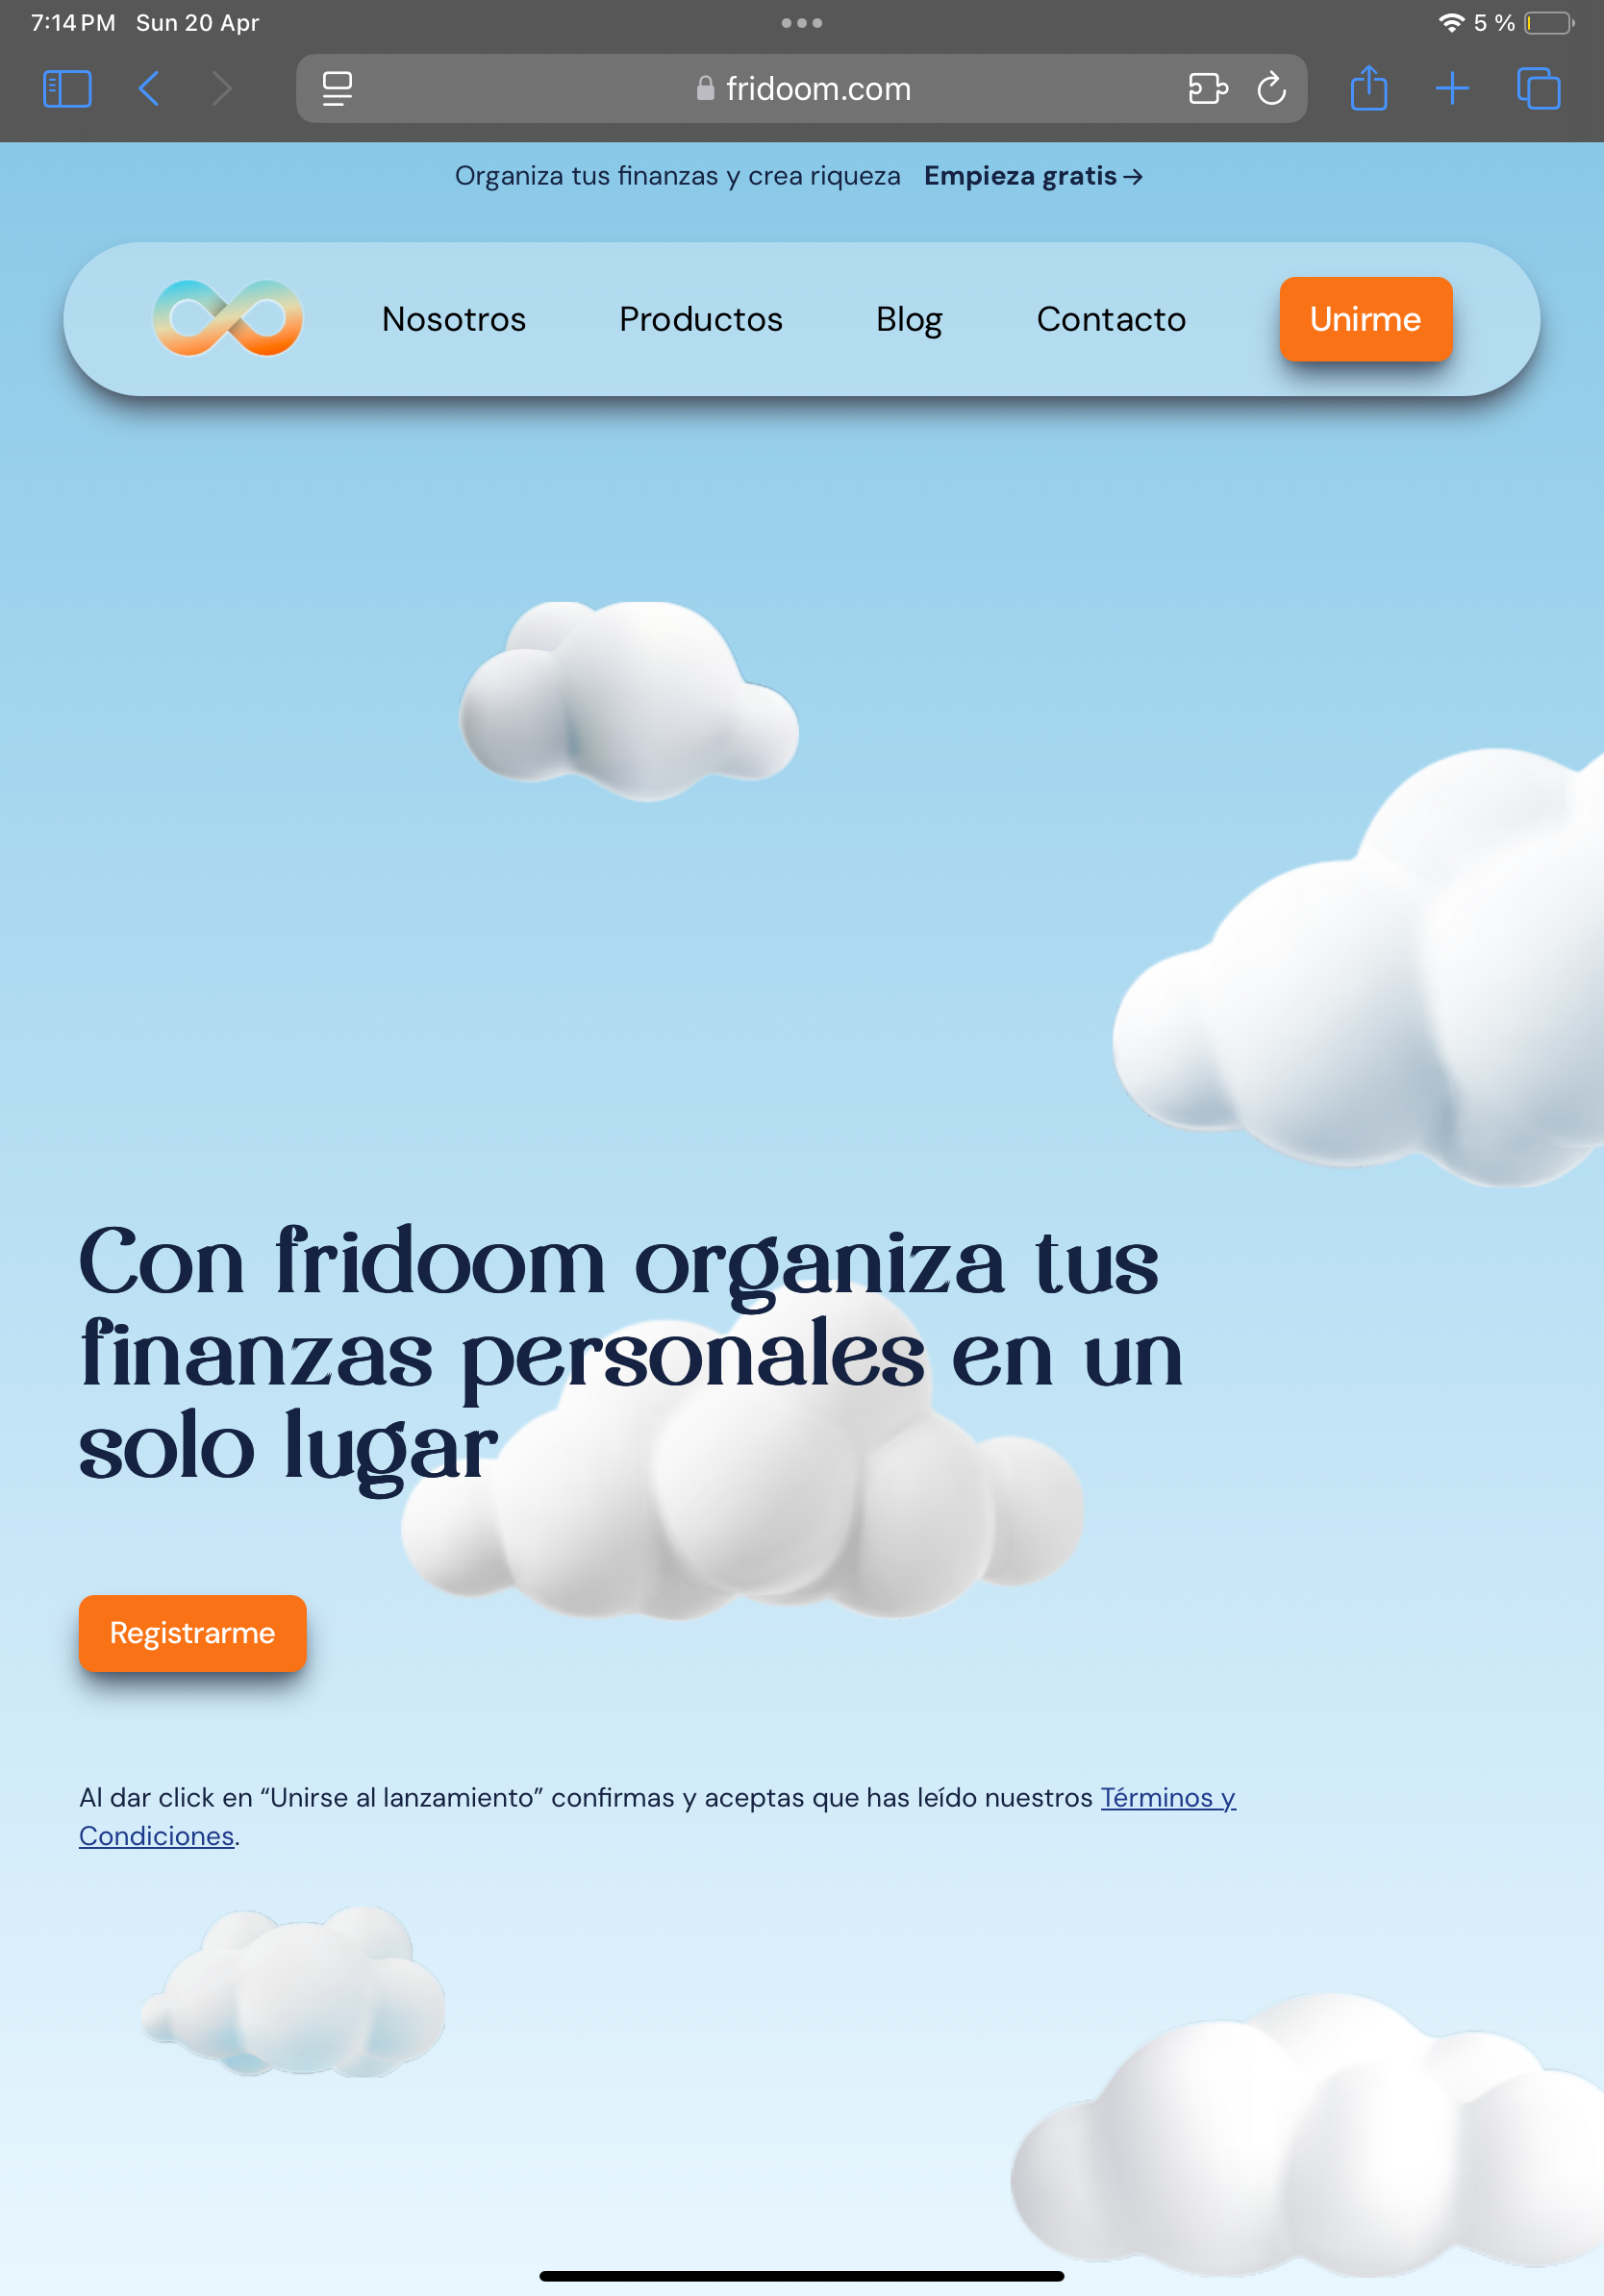 7:14 PM Sun 20 Apr
5 %
fridoom.com
Organiza tus finanzas y crea riqueza Empieza gratis →
Nosotros Productos Blog Contacto Unirme
Con fridoom organiza tus
finanzas personales en un
solo lugar
Registrarme
Al dar click en “Unirse al lanzamiento” confirmas y aceptas que has leído nuestros Términos y
Condiciones.